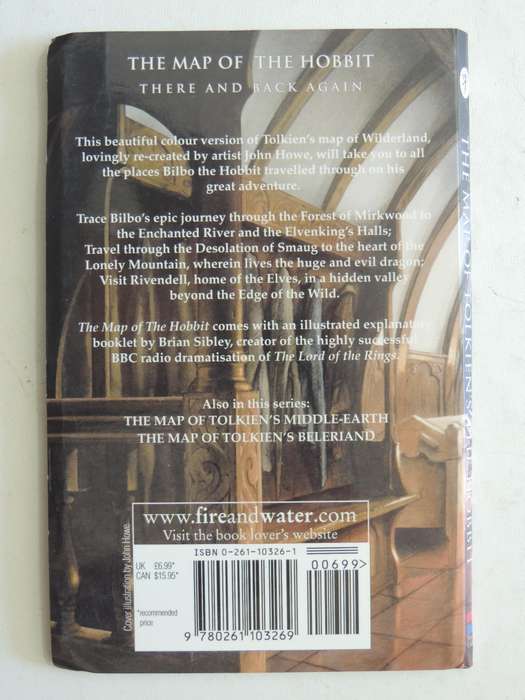 THE MAP OF THE HOBBIT
THERE AND BACK AGAIN
This beautiful colour version of Tolkien's map of Wilderland,
lovingly re-created by artist John Howe, will take you to all
the places Bilbo the Hobbit travelled through on his
great adventure.
Trace Bilbo's epic journey through the Forest of Mirkwood to
the Enchanted River and the Elvenking's Halls;
Travel through the Desolation of Smaug to the heart of the
Lonely Mountain, wherein lives the huge and evil dragon;
Visit Rivendell, home of the Elves, in a hidden valley
beyond the Edge of the Wild.
The Map of The Hobbit comes with an illustrated explanatory
booklet by Brian Sibley, creator of the highly successful
BBC radio dramatisation of The Lord of the Rings.
Also in this series:
THE MAP OF TOLKIEN'S MIDDLE-EARTH
THE MAP OF TOLKIEN'S BELERIAND
www.fireandwater.com
Visit the book lover's website
ISBN 0-261-10326-1
00699>
UK £6.99*
CAN $15.95*
*recommended
price
9 780261 103269
Cover illustration by John Howe
THE MAP OF TOLKIEN'S THE HOBBIT